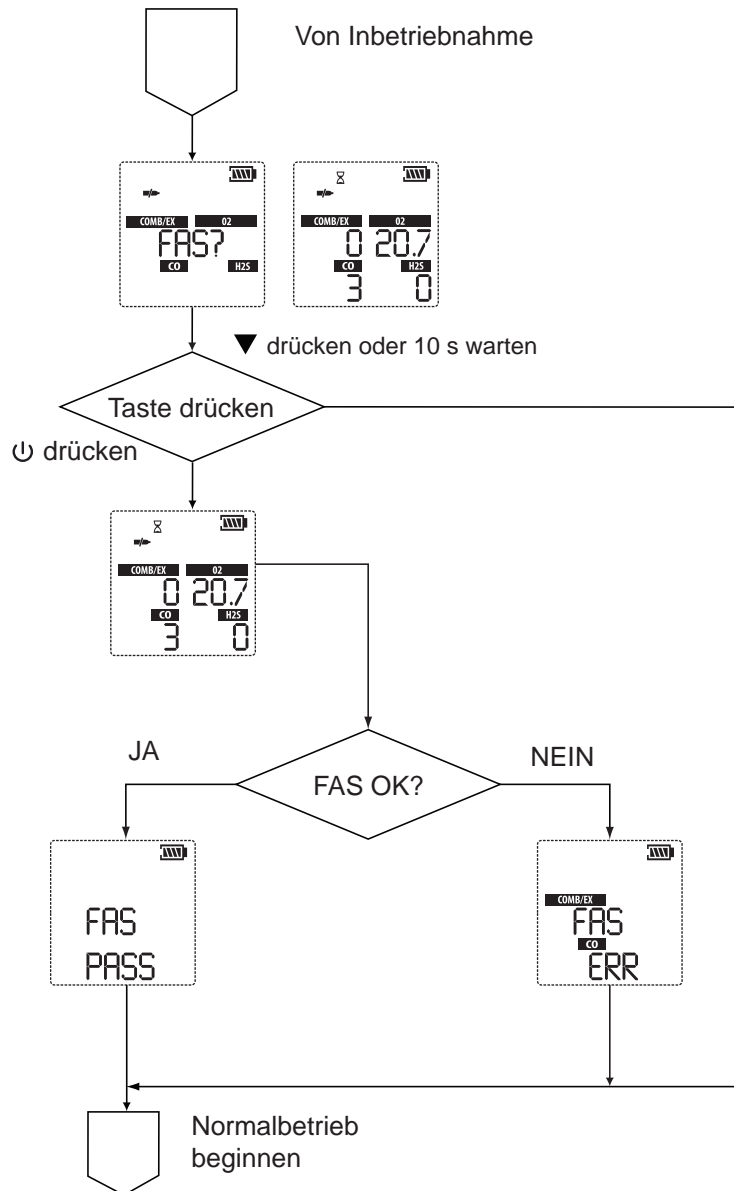 Von Inbetriebnahme
COMB/EX O2
FAS?
CO H2S
COMB/EX O2
0 20.7
CO H2S
3 0
▼ drücken oder 10 s warten
Taste drücken
⏻ drücken
COMB/EX O2
0 20.7
CO H2S
3 0
JA
FAS OK?
NEIN
FAS
PASS
COMB/EX
FAS
CO
ERR
Normalbetrieb
beginnen